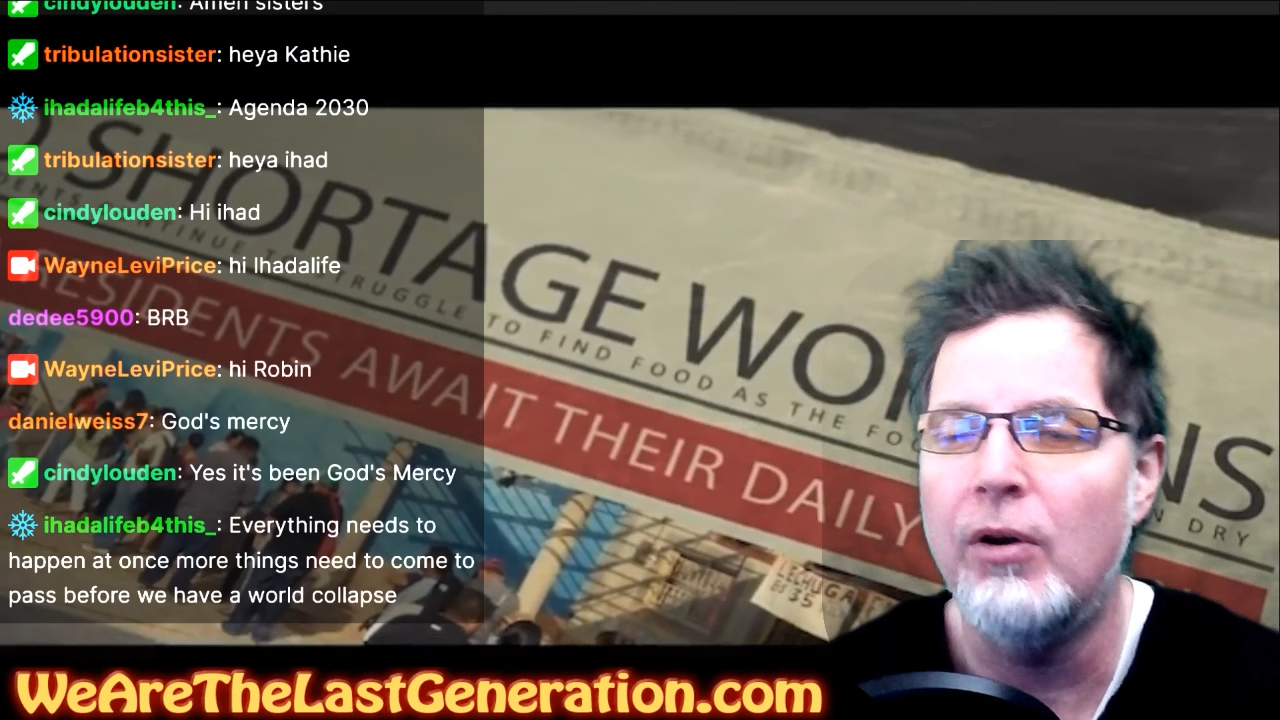 cindylouden: Amen sisters
tribulationsister: heya Kathie
ihadalifeb4this_: Agenda 2030
tribulationsister: heya ihad
cindylouden: Hi ihad
WayneLeviPrice: hi Ihadalife
dedee5900: BRB
WayneLeviPrice: hi Robin
danielweiss7: God's mercy
cindylouden: Yes it's been God's Mercy
ihadalifeb4this_: Everything needs to
happen at once more things need to come to
pass before we have a world collapse
SHORTAGE
TO FIND FOOD AS THE
RESIDENTS AWAIT THEIR DAILY
DRY
35
WeAreTheLastGeneration.com